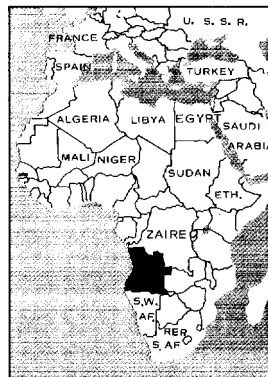 U. S. S. R.
FRANCE
SPAIN
TURKEY
ALGERIA
LIBYA
EGYPT
SAUDI
ARABIA
MALI
NIGER
SUDAN
ETH.
ZAIRE
S.W.
AF.
REP.
S. AF.